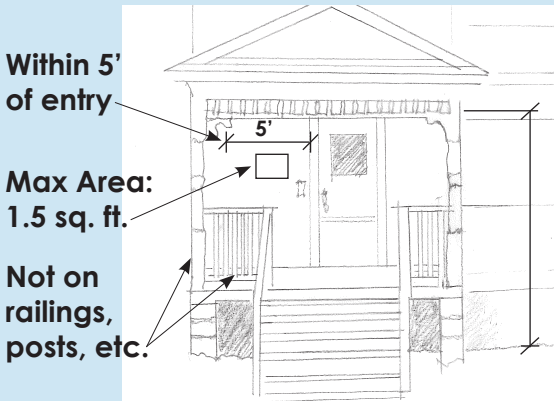 Within 5’
of entry
5’
Max Area:
1.5 sq. ft.
Not on
railings,
posts, etc.